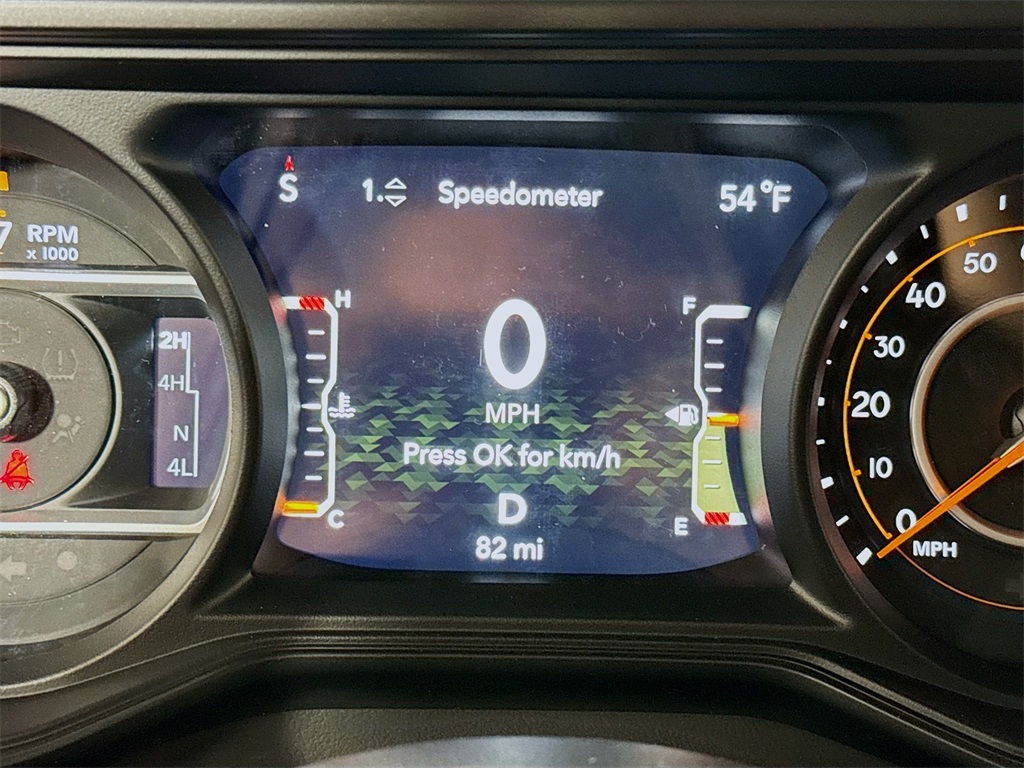 S
1. Speedometer
54°F
7 RPM
x 1000
H
F
0
MPH
Press OK for km/h
D
82 mi
C
E
2H
4H
N
4L
50
40
30
20
10
0
MPH